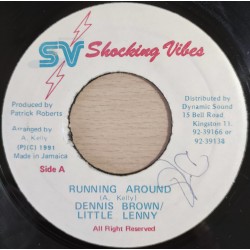 SV Shocking Vibes
Produced by
Patrick Roberts
Arranged by
A. Kelly
(P)(C) 1981
Made in Jamaica
Side A
Distributed by
Dynamic Sound
15 Bell Road
Kingston 11
92-39166 or
92-39138
RUNNING AROUND
(A. Kelly)
DENNIS BROWN/
LITTLE LENNY
All Right Reserved